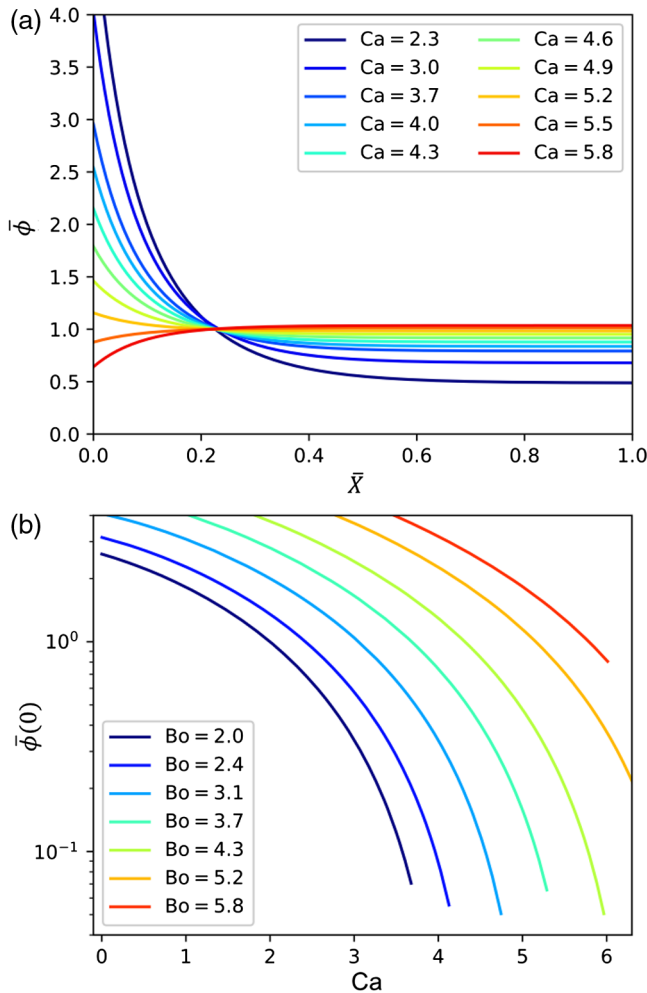 (a)
4.0
3.5
3.0
2.5
2.0
1.5
1.0
0.5
0.0
ϕ̄
Ca = 2.3
Ca = 3.0
Ca = 3.7
Ca = 4.0
Ca = 4.3
Ca = 4.6
Ca = 4.9
Ca = 5.2
Ca = 5.5
Ca = 5.8
0.0 0.2 0.4 0.6 0.8 1.0
X̄
(b)
10⁰
10⁻¹
ϕ̄(0)
Bo = 2.0
Bo = 2.4
Bo = 3.1
Bo = 3.7
Bo = 4.3
Bo = 5.2
Bo = 5.8
0 1 2 3 4 5 6
Ca